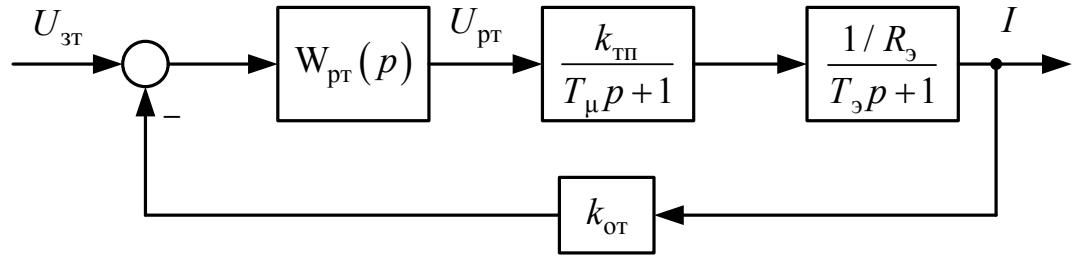 U_зт
−
W_рт(p)
U_рт
k_тп
T_μ p + 1
1 / R_э
T_э p + 1
I
k_от